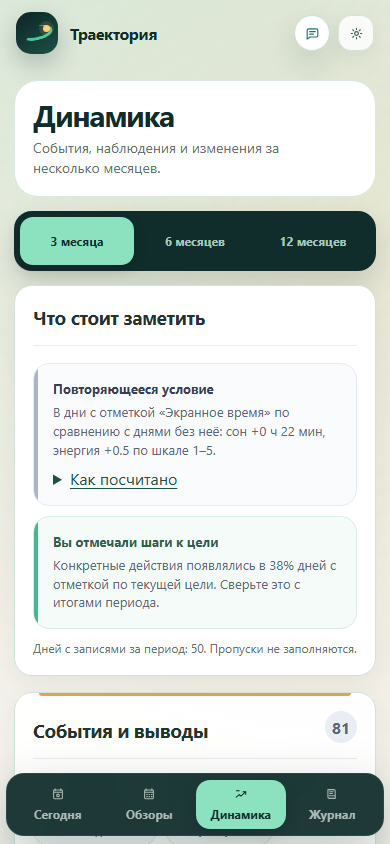 Траектория
Динамика
События, наблюдения и изменения за
несколько месяцев.
3 месяца
6 месяцев
12 месяцев
Что стоит заметить
Повторяющееся условие
В дни с отметкой «Экранное время» по
сравнению с днями без неё: сон +0 ч 22 мин,
энергия +0.5 по шкале 1–5.
Как посчитано
Вы отмечали шаги к цели
Конкретные действия появлялись в 38% дней с
отметкой по текущей цели. Сверьте это с
итогами периода.
Дней с записями за период: 50. Пропуски не заполняются.
События и выводы
81
Сегодня
Обзоры
Динамика
Журнал